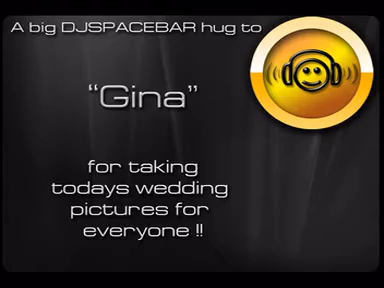 A big DJSPACEBAR hug to
“Gina”
for taking
todays wedding
pictures for
everyone !!